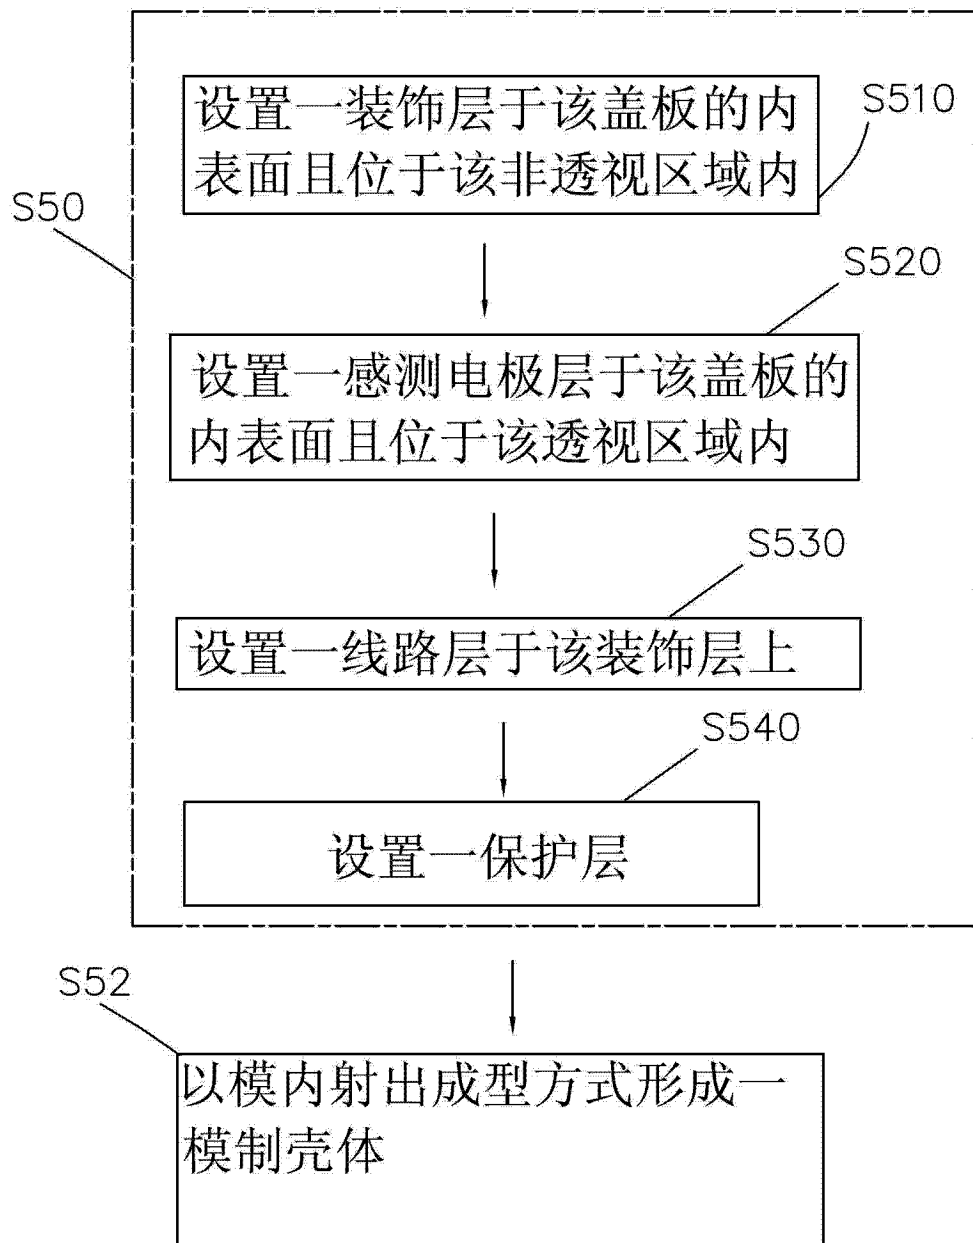 设置一装饰层于该盖板的内
表面且位于该非透视区域内
S510
S50
S520
设置一感测电极层于该盖板的
内表面且位于该透视区域内
S530
设置一线路层于该装饰层上
S540
设置一保护层
S52
以模内射出成型方式形成一
模制壳体